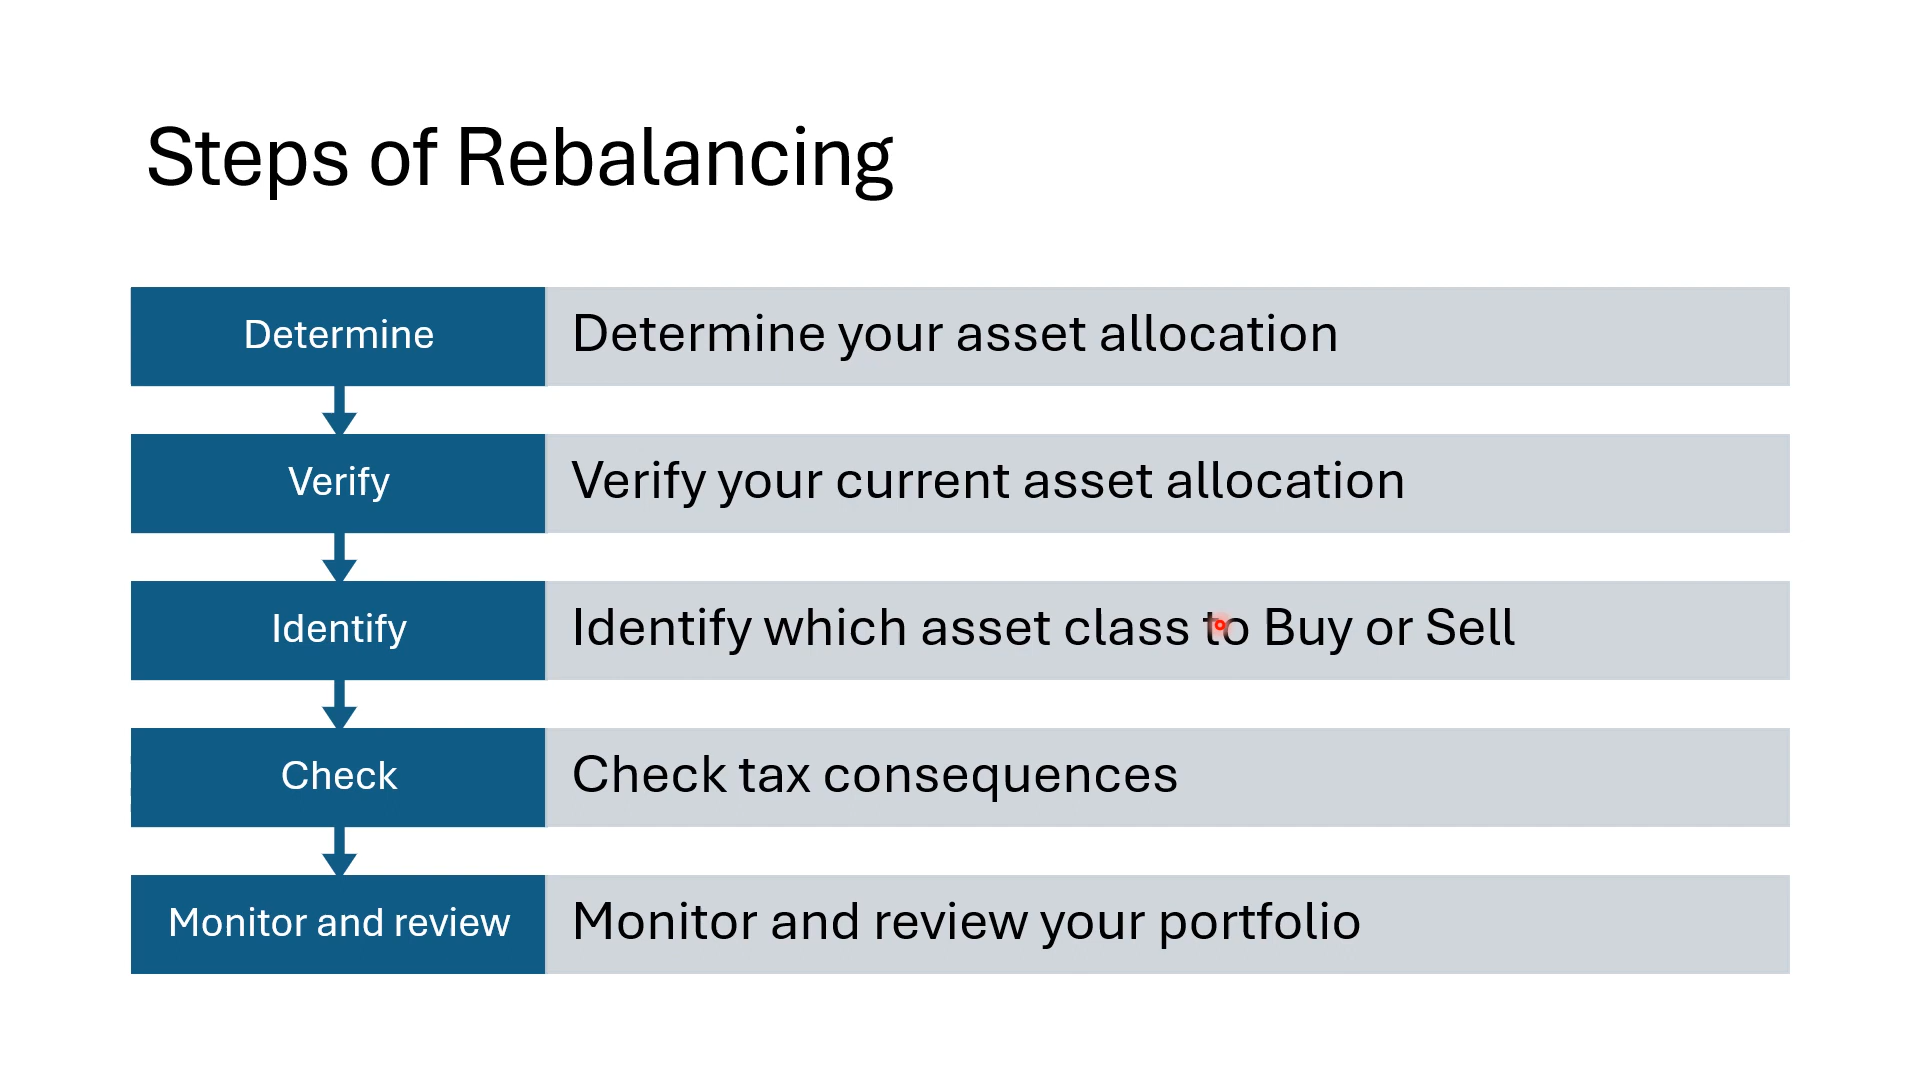 Steps of Rebalancing
Determine
Determine your asset allocation
Verify
Verify your current asset allocation
Identify
Identify which asset class to Buy or Sell
Check
Check tax consequences
Monitor and review
Monitor and review your portfolio